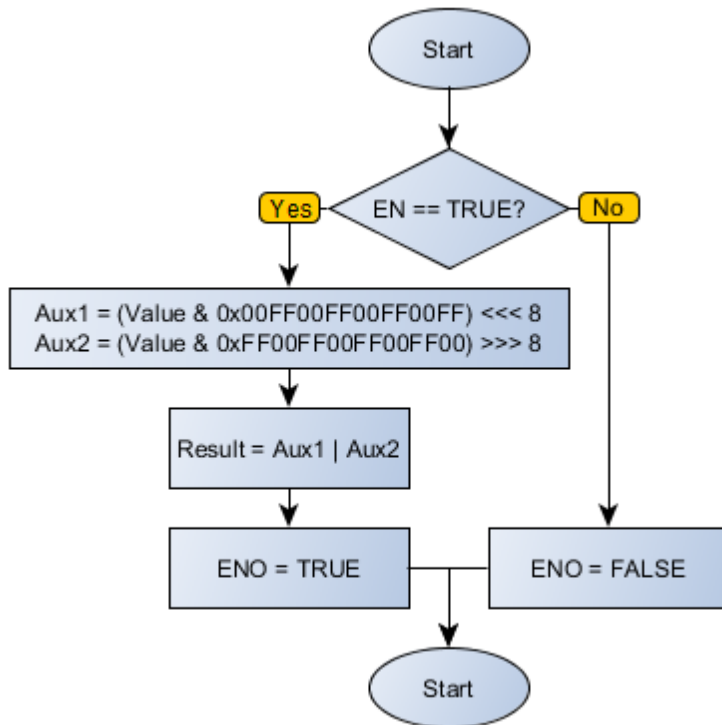 Start
EN == TRUE?
Yes
No
Aux1 = (Value & 0x00FF00FF00FF00FF) <<< 8
Aux2 = (Value & 0xFF00FF00FF00FF00) >>> 8
Result = Aux1 | Aux2
ENO = TRUE
ENO = FALSE
Start